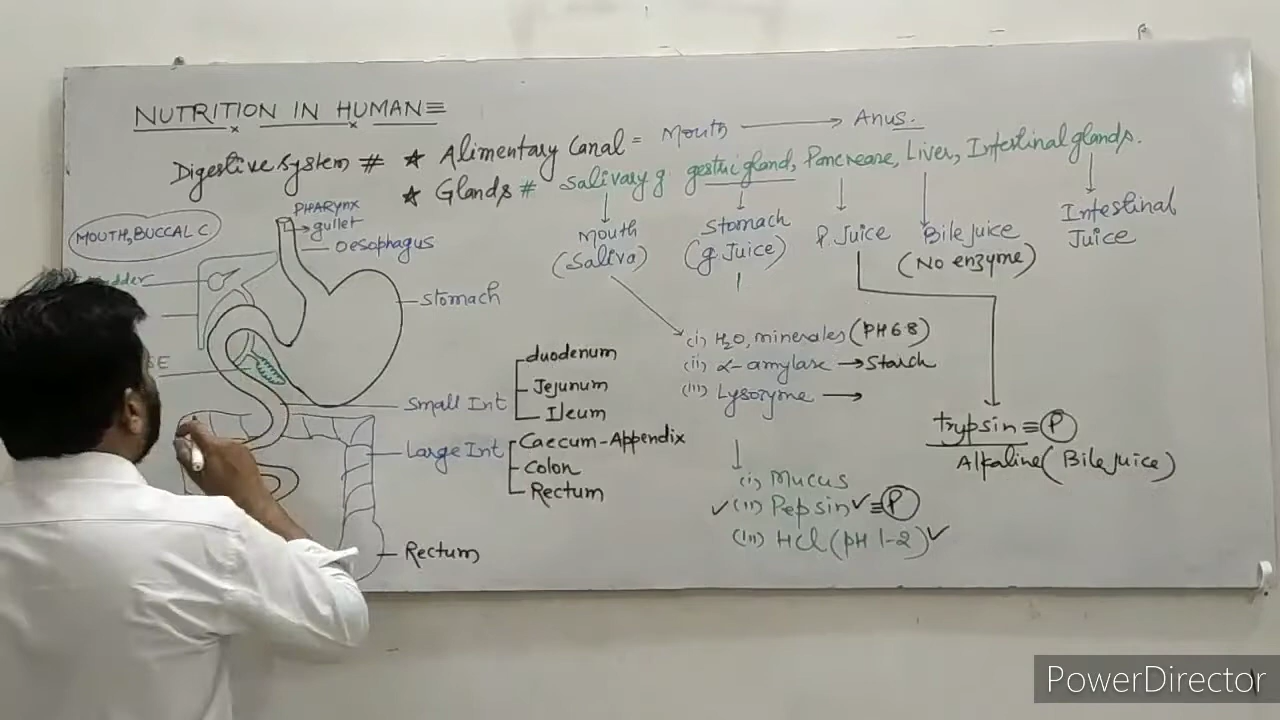 NUTRITION IN HUMAN≡
Digestive system # ★ Alimentary Canal = Mouth ⟶ Anus.
★ Glands # Salivary g gestric gland, Pancrease, Liver, Intestinal glands.
MOUTH, BUCCAL C
PHARYNX
gullet
Oesophagus
Stomach
Small Int
duodenum
Jejunum
Ileum
Large Int
Caecum-Appendix
Colon
Rectum
Rectum
Mouth
(Saliva)
Stomach
(g Juice)
P. Juice
Bile juice
(No enzyme)
Intestinal
Juice
(i) H₂O, minerales (PH 6.8)
(ii) α-amylase → Starch
(iii) Lysozyme ⟶
(i) Mucus
✓ (ii) Pepsin ✓ ≡ P
(iii) HCl (pH 1-2) ✓
trypsin ≡ P
Alkaline (Bile juice)
PowerDirector